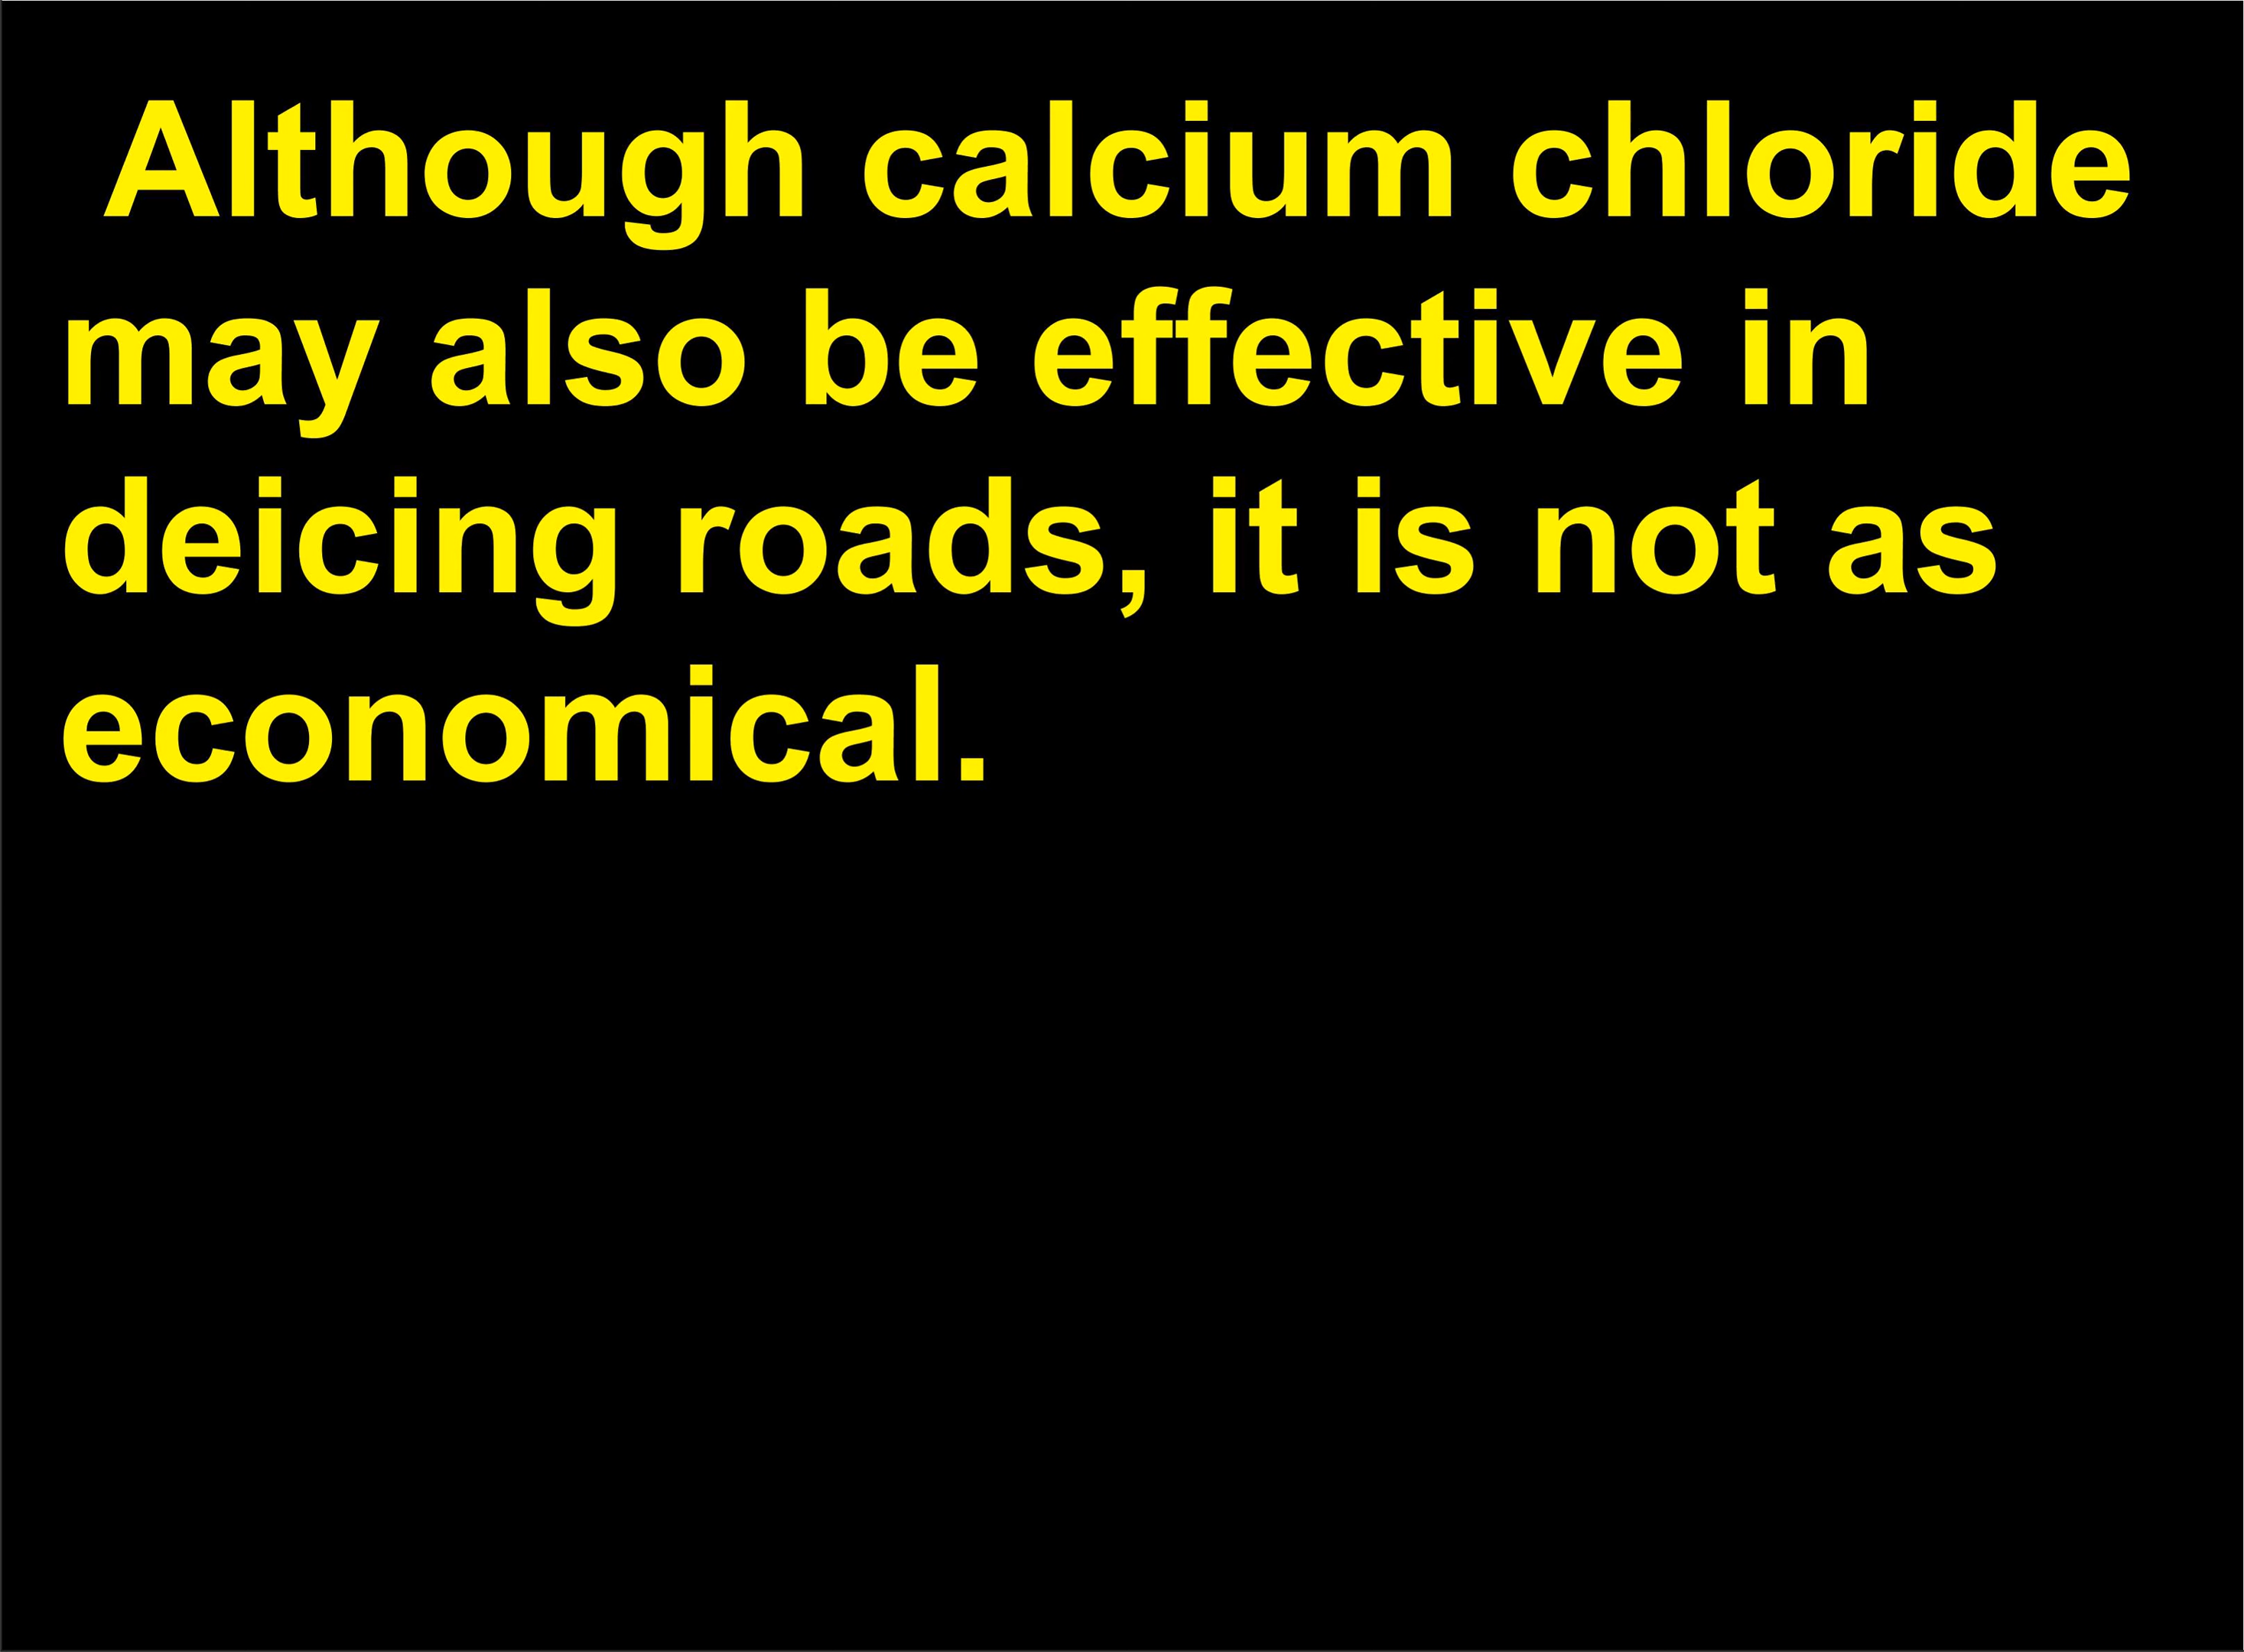 Although calcium chloride
may also be effective in
deicing roads, it is not as
economical.